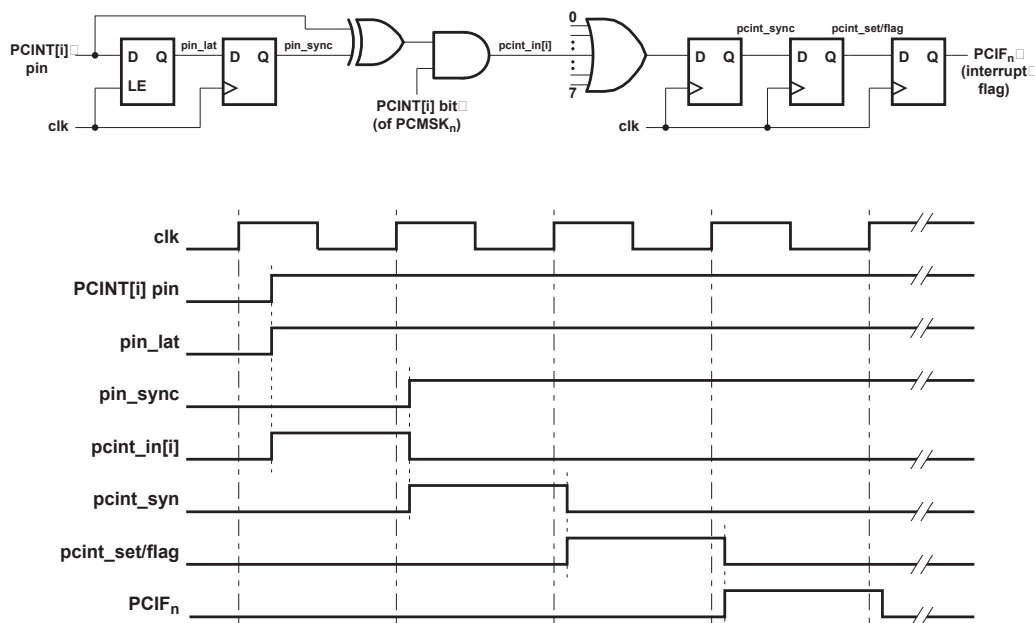 PCINT[i]
pin
D Q
LE
pin_lat
D Q
pin_sync
clk
PCINT[i] bit
(of PCMSKn)
pcint_in[i]
0
7
clk
D Q
pcint_sync
D Q
pcint_set/flag
D Q
PCIFn
(interrupt
flag)
clk
PCINT[i] pin
pin_lat
pin_sync
pcint_in[i]
pcint_syn
pcint_set/flag
PCIFn